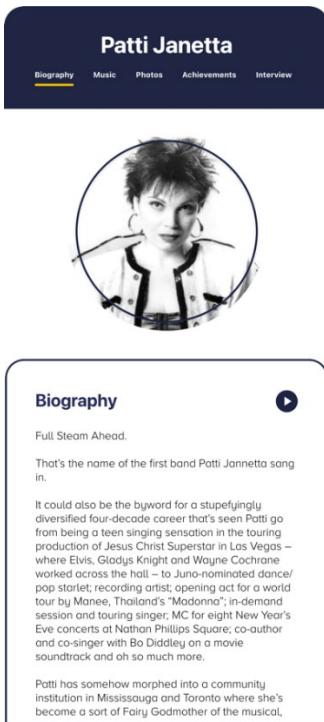 Patti Janetta
Biography Music Photos Achievements Interview
Biography
Full Steam Ahead.
That's the name of the first band Patti Jannetta sang
in.
It could also be the byword for a stupefyingly
diversified four-decade career that's seen Patti go
from being a teen singing sensation in the touring
production of Jesus Christ Superstar in Las Vegas –
where Elvis, Gladys Knight and Wayne Cochrane
worked across the hall – to Juno-nominated dance/
pop starlet; recording artist; opening act for a world
tour by Manee, Thailand's "Madonna"; in-demand
session and touring singer; MC for eight New Year's
Eve concerts at Nathan Phillips Square; co-author
and co-singer with Bo Diddley on a movie
soundtrack and oh so much more.
Patti has somehow morphed into a community
institution in Mississauga and Toronto where she's
become a sort of Fairy Godmother of the musical,